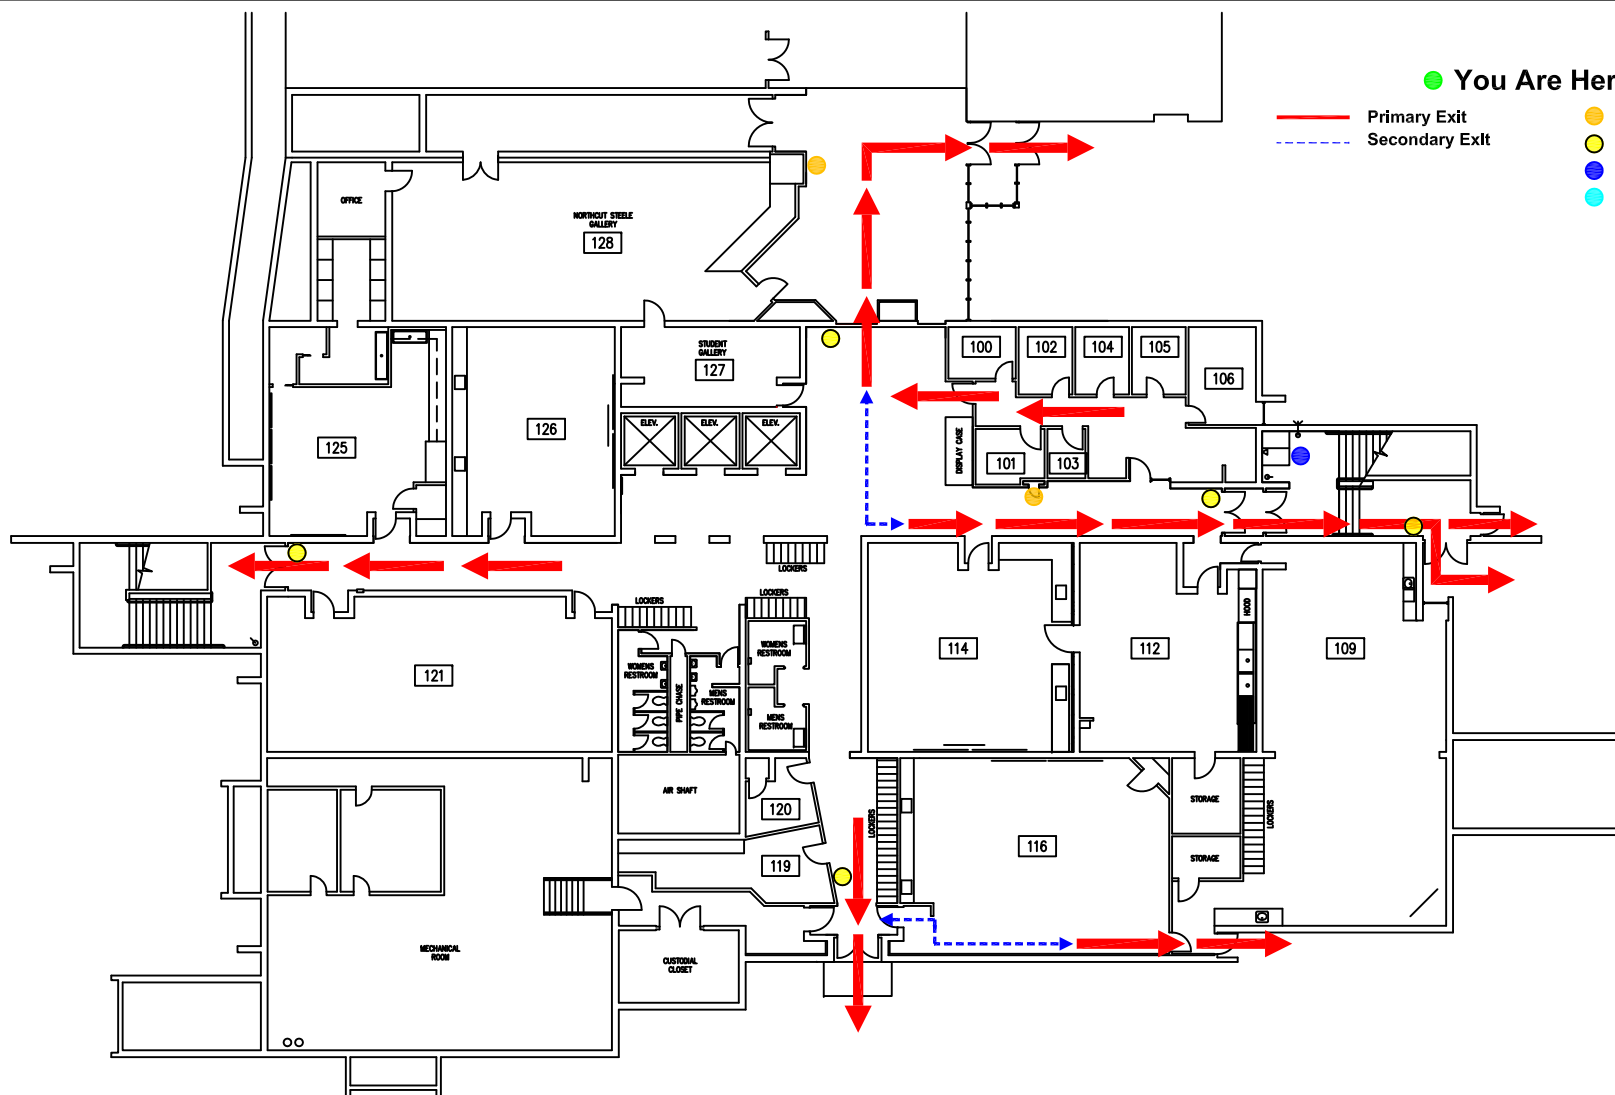 You Are Her
Primary Exit
Secondary Exit
OFFICE
NORTHCUT STEELE
GALLERY
128
STUDENT
GALLERY
127
100
102
104
105
106
125
126
ELEV.
ELEV.
ELEV.
DISPLAY CASE
101
103
LOCKERS
LOCKERS
LOCKERS
WOMENS
RESTROOM
WOMENS
RESTROOM
PIPE CHASE
MENS
RESTROOM
MENS
RESTROOM
121
114
112
HOOD
109
AIR SHAFT
120
119
LOCKERS
116
STORAGE
STORAGE
LOCKERS
MECHANICAL
ROOM
CUSTODIAL
CLOSET